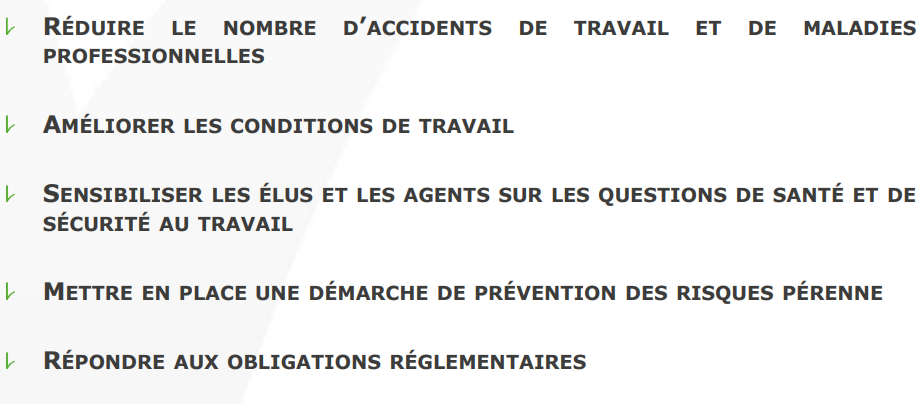 RÉDUIRE LE NOMBRE D’ACCIDENTS DE TRAVAIL ET DE MALADIES
PROFESSIONNELLES
AMÉLIORER LES CONDITIONS DE TRAVAIL
SENSIBILISER LES ÉLUS ET LES AGENTS SUR LES QUESTIONS DE SANTÉ ET DE
SÉCURITÉ AU TRAVAIL
METTRE EN PLACE UNE DÉMARCHE DE PRÉVENTION DES RISQUES PÉRENNE
RÉPONDRE AUX OBLIGATIONS RÉGLEMENTAIRES